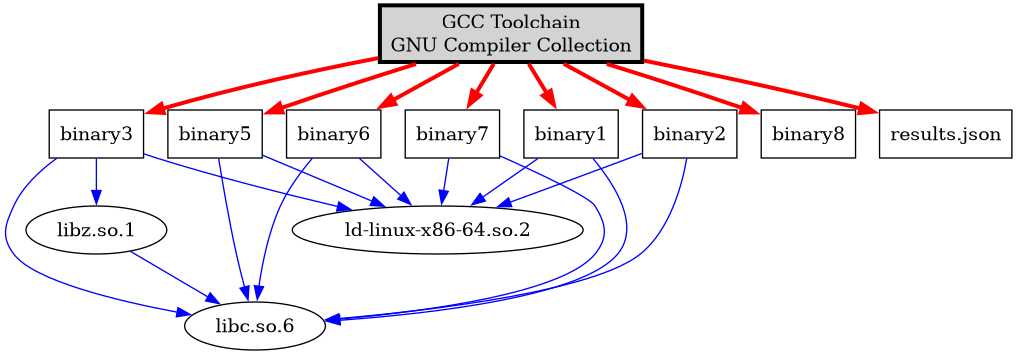 GCC Toolchain
GNU Compiler Collection
binary3
binary5
binary6
binary7
binary1
binary2
binary8
results.json
libz.so.1
ld-linux-x86-64.so.2
libc.so.6